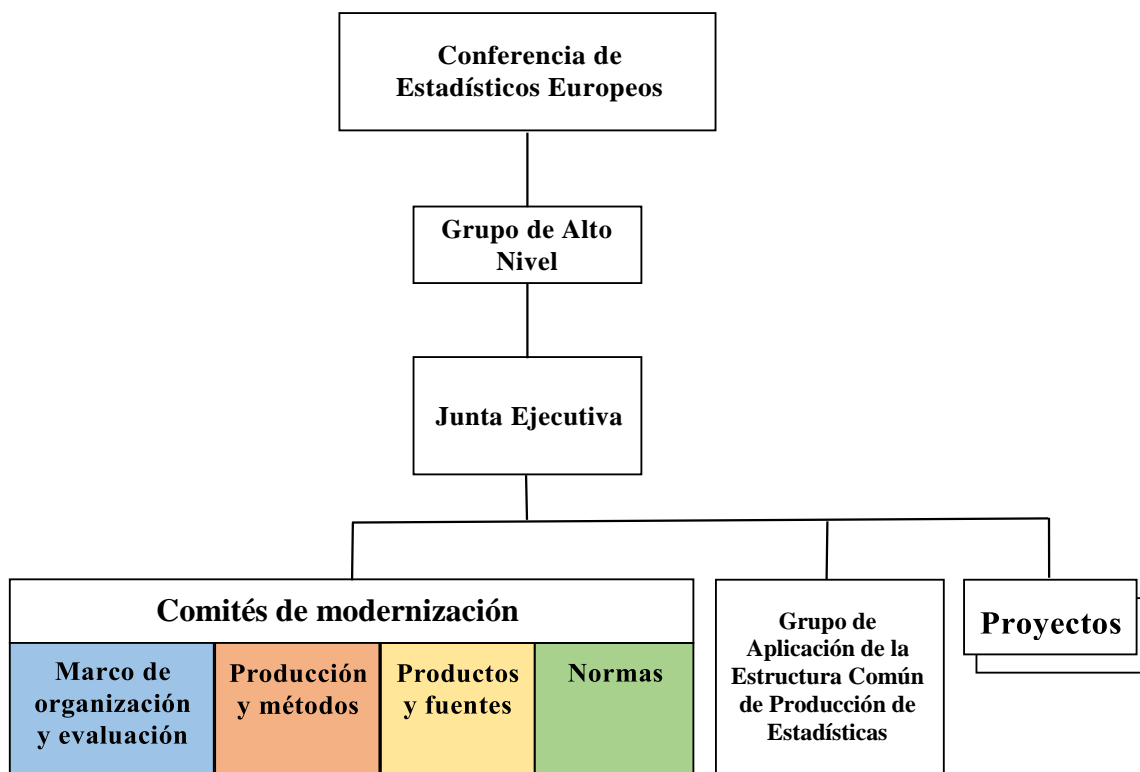 Conferencia de
Estadísticos Europeos
Grupo de Alto
Nivel
Junta Ejecutiva
Comités de modernización
Marco de
organización
y evaluación
Producción
y métodos
Productos
y fuentes
Normas
Grupo de
Aplicación de la
Estructura Común
de Producción de
Estadísticas
Proyectos